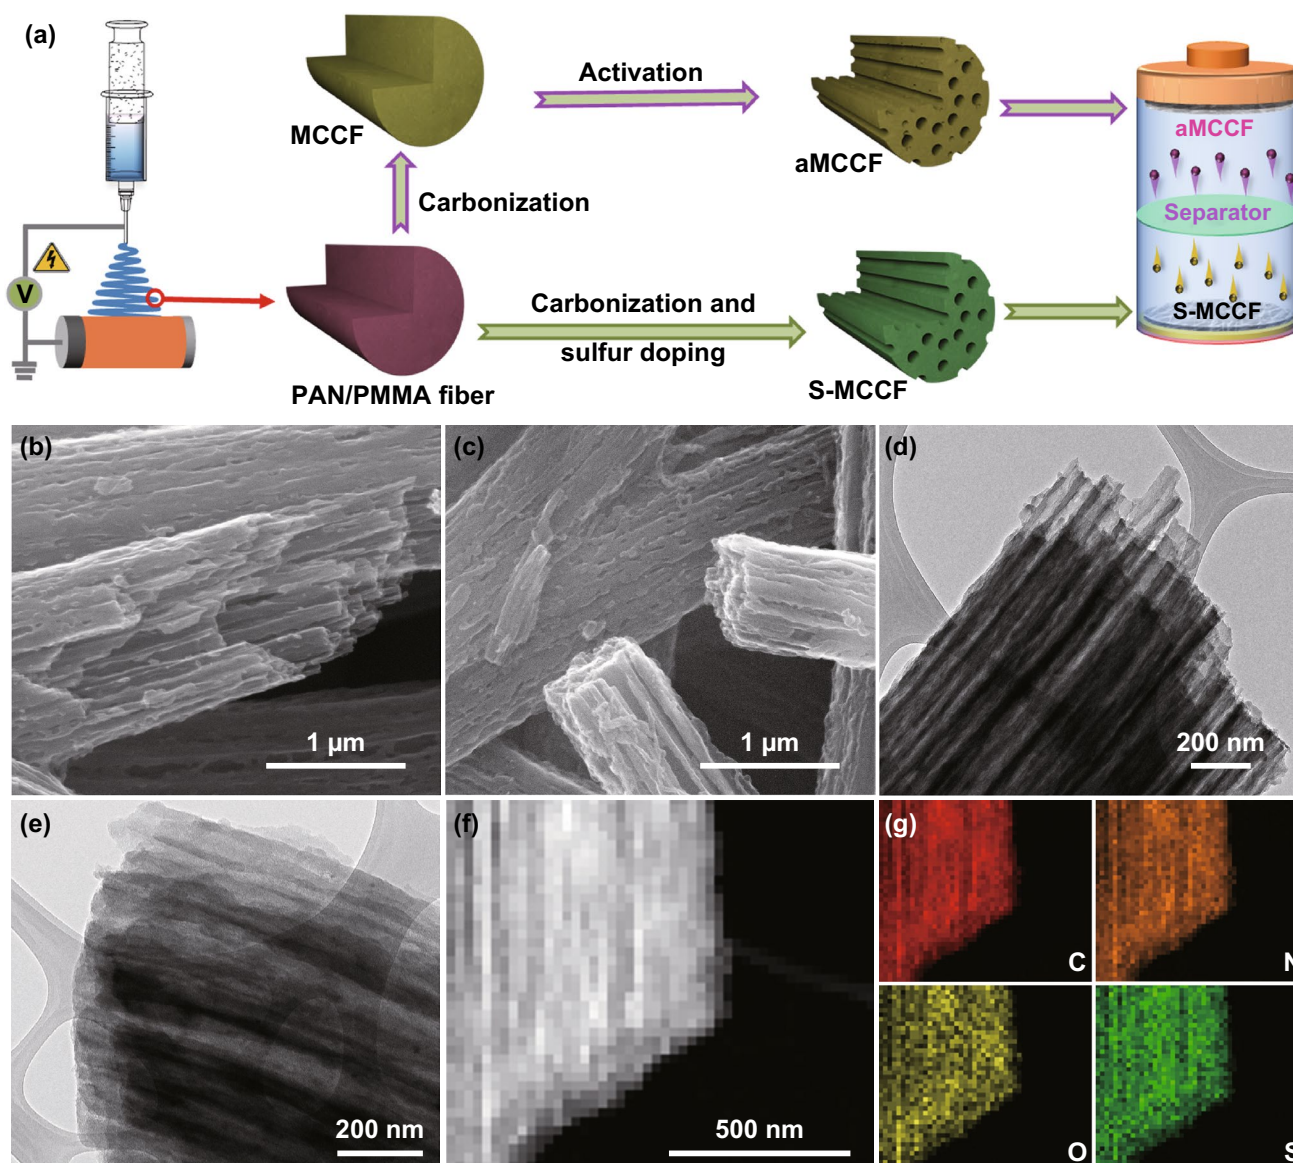 (a)
MCCF
Activation
aMCCF
aMCCF
Separator
S-MCCF
Carbonization
V
Carbonization and
sulfur doping
PAN/PMMA fiber
S-MCCF
(b)
1 µm
(c)
1 µm
(d)
200 nm
(e)
200 nm
(f)
500 nm
(g)
C
N
O
S